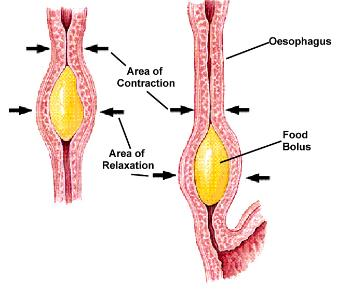 Oesophagus
Area of
Contraction
Food
Bolus
Area of
Relaxation